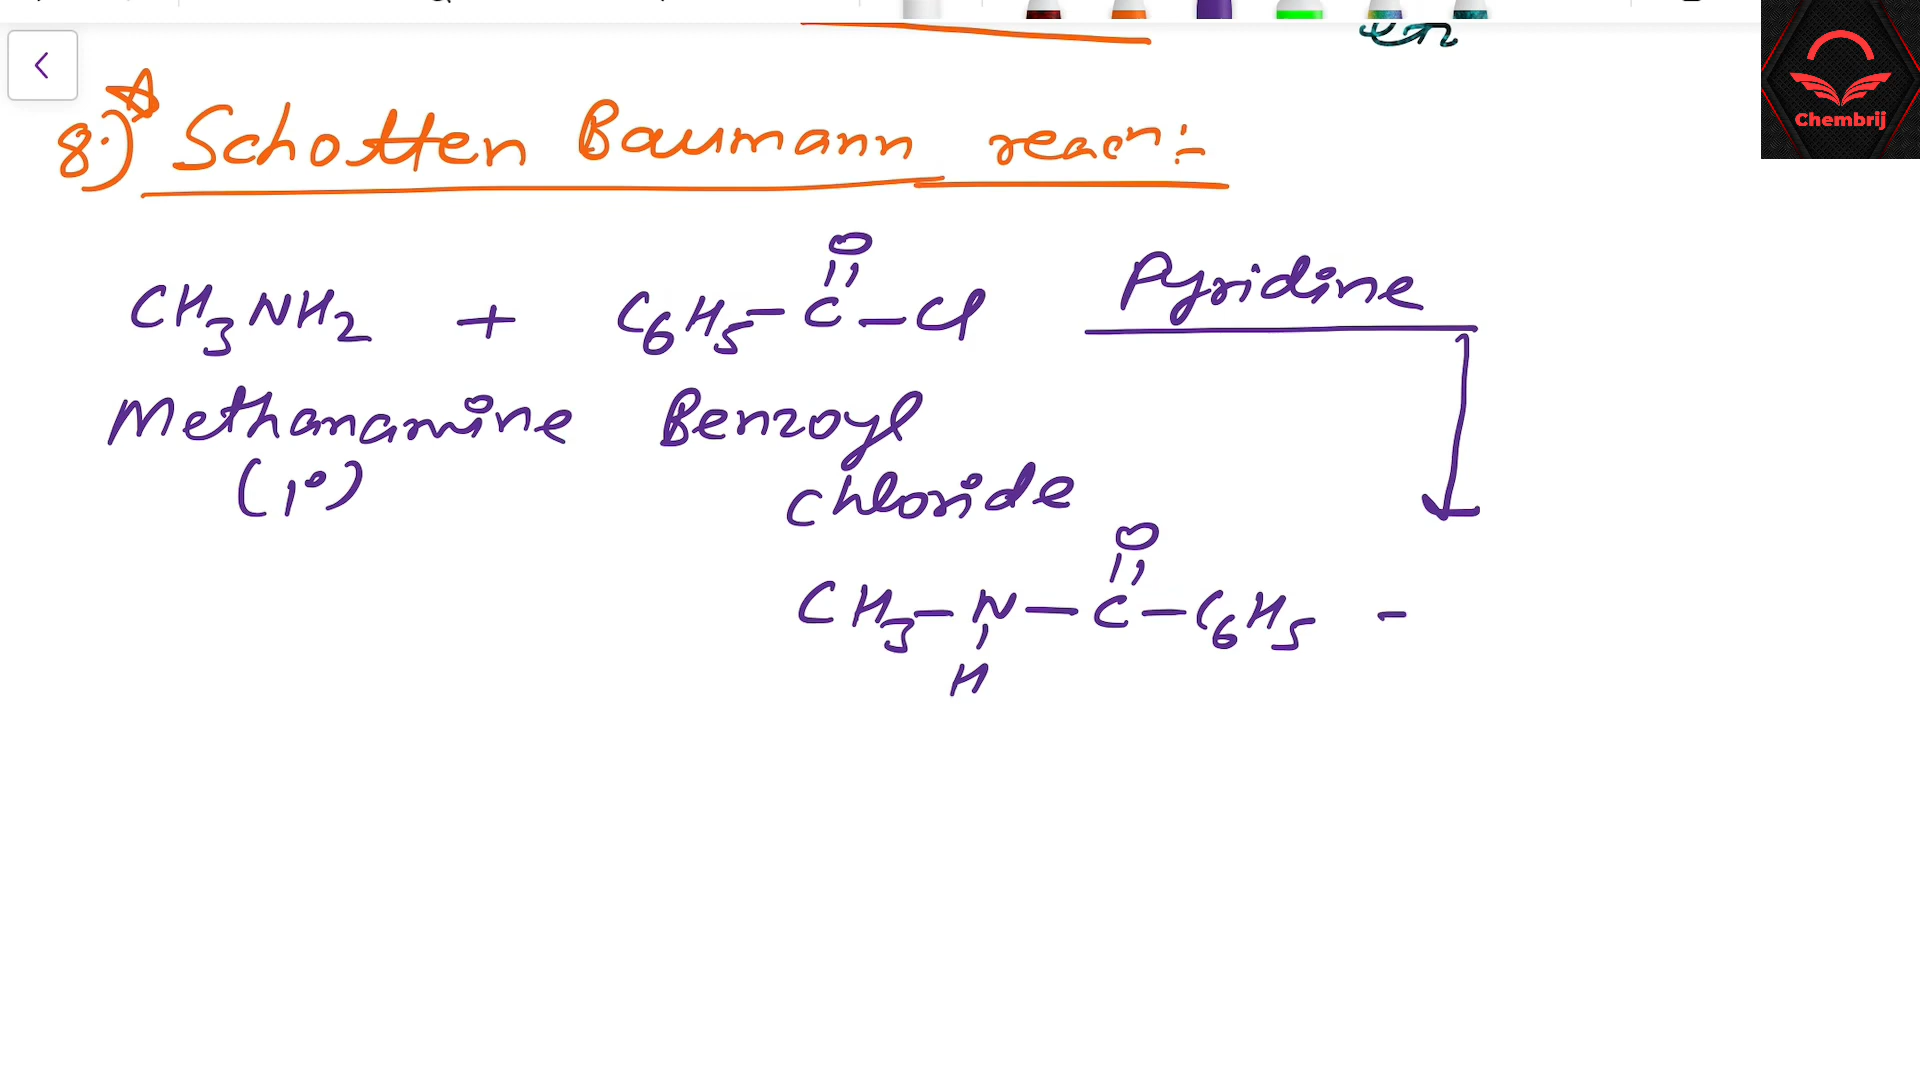 Chembrij
8.) Schotten Baumann reacn:-
O
CH3NH2 + C6H5-C-Cl Pyridine
Methanamine Benzoyl
(1°) chloride
O
CH3-N-C-C6H5 -
H